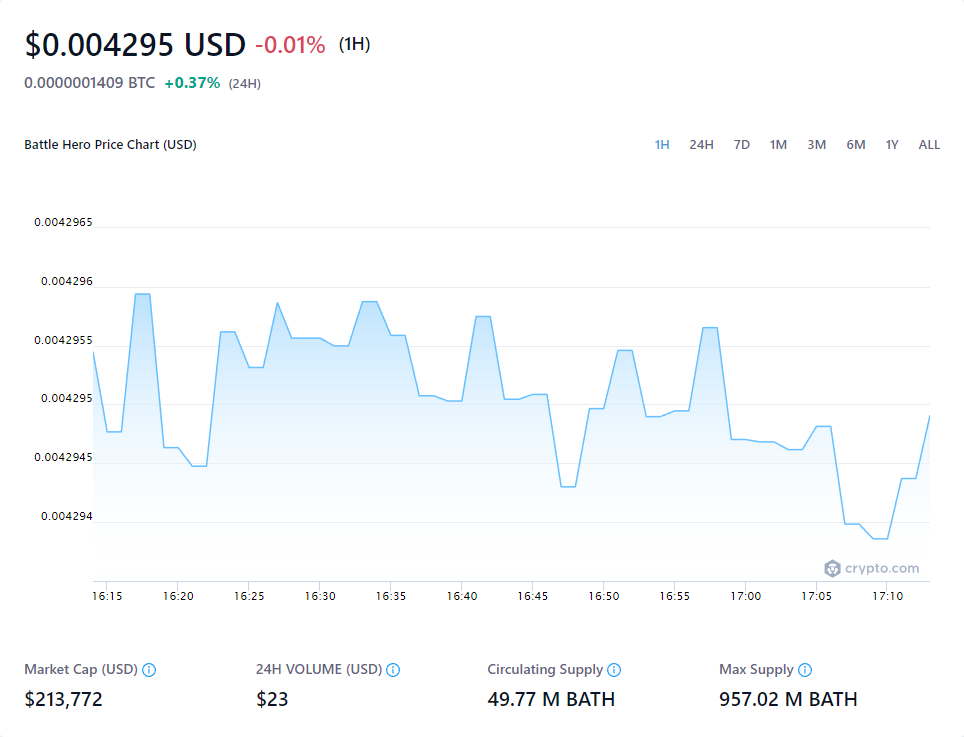 $0.004295 USD -0.01% (1H)
0.0000001409 BTC +0.37% (24H)
Battle Hero Price Chart (USD) 1H 24H 7D 1M 3M 6M 1Y ALL
0.0042965
0.004296
0.0042955
0.004295
0.0042945
0.004294
crypto.com
16:15 16:20 16:25 16:30 16:35 16:40 16:45 16:50 16:55 17:00 17:05 17:10
Market Cap (USD) 24H VOLUME (USD) Circulating Supply Max Supply
$213,772 $23 49.77 M BATH 957.02 M BATH